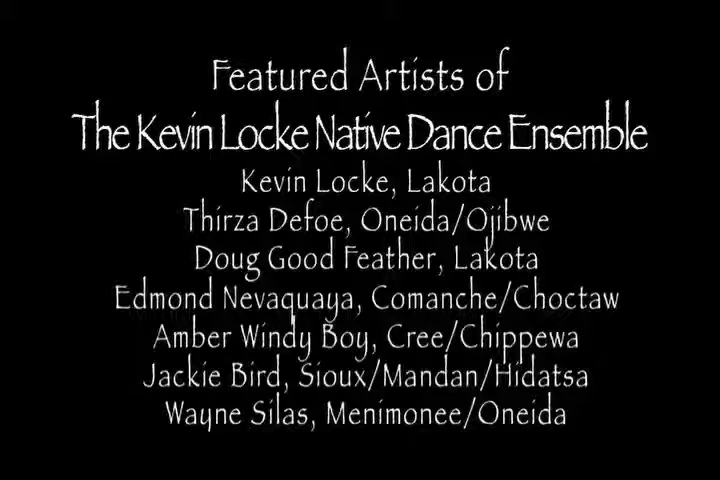 Featured Artists of
The Kevin Locke Native Dance Ensemble
Kevin Locke, Lakota
Thirza Defoe, Oneida/Ojibwe
Doug Good Feather, Lakota
Edmond Nevaquaya, Comanche/Choctaw
Amber Windy Boy, Cree/Chippewa
Jackie Bird, Sioux/Mandan/Hidatsa
Wayne Silas, Menimonee/Oneida